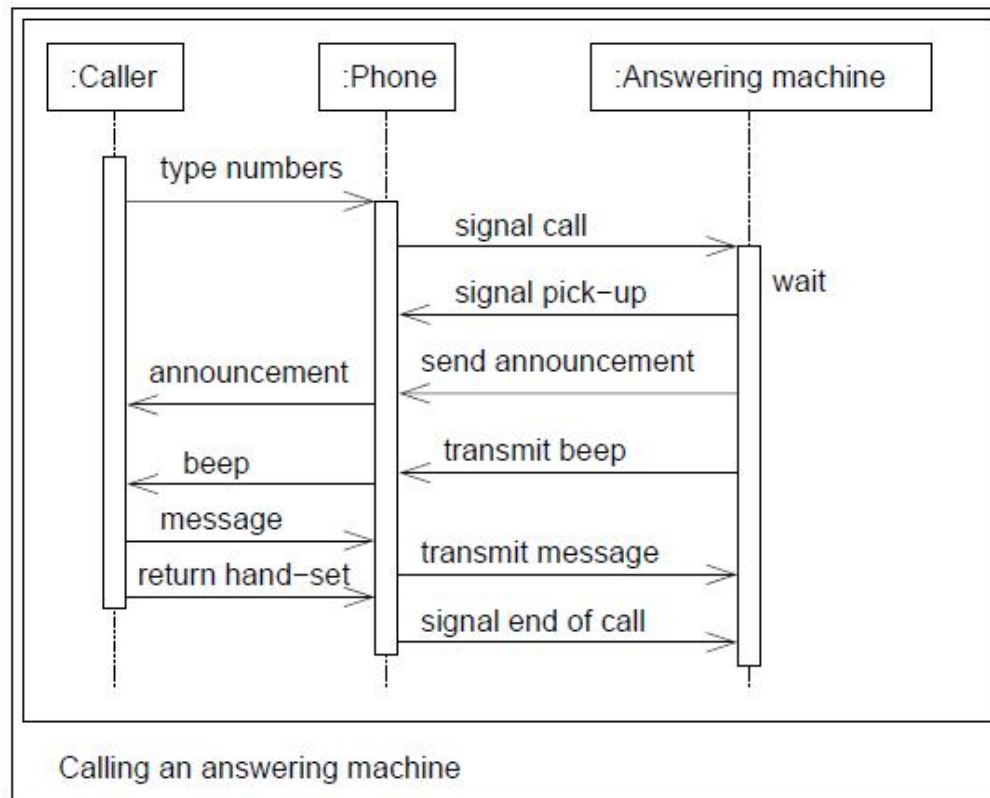 :Caller
:Phone
:Answering machine
type numbers
signal call
wait
signal pick-up
send announcement
announcement
transmit beep
beep
message
transmit message
return hand-set
signal end of call
Calling an answering machine